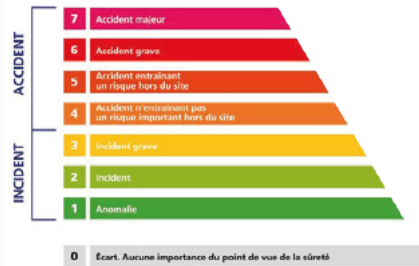 ACCIDENT
7 Accident majeur
6 Accident grave
5 Accident entraînant
un risque hors du site
4 Accident n'entraînant pas
un risque important hors du site
INCIDENT
3 Incident grave
2 Incident
1 Anomalie
0 Écart. Aucune importance du point de vue de la sûreté